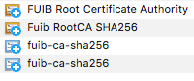 FUIB Root Certificate Authority
FUIB RootCA SHA256
fuib-ca-sha256
fuib-ca-sha256